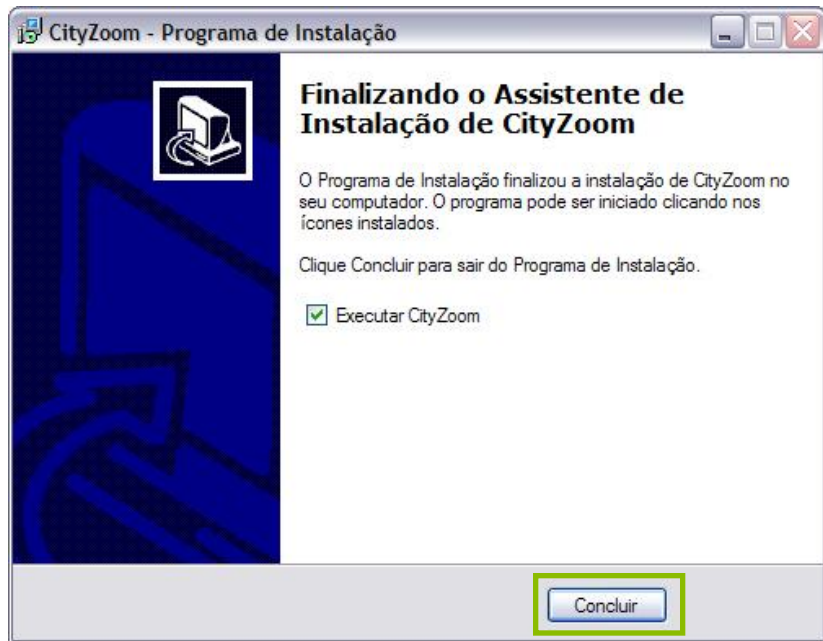 CityZoom - Programa de Instalação
Finalizando o Assistente de
Instalação de CityZoom
O Programa de Instalação finalizou a instalação de CityZoom no
seu computador. O programa pode ser iniciado clicando nos
ícones instalados.
Clique Concluir para sair do Programa de Instalação.
Executar CityZoom
Concluir